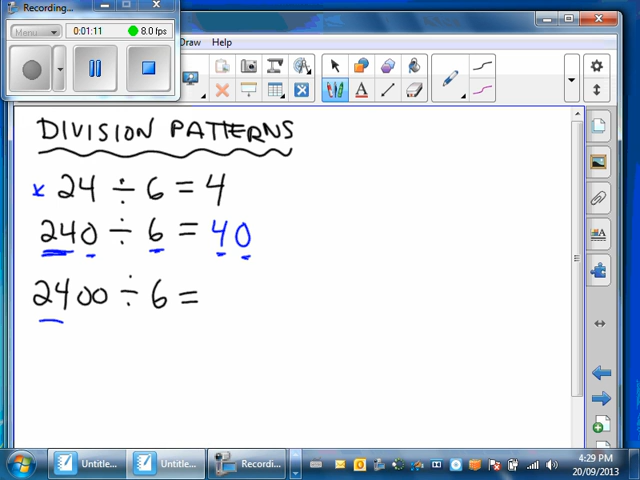 Recording...
Menu
0:01:11
8.0 fps
Draw Help
DIVISION PATTERNS
× 24 ÷ 6 = 4
240 ÷ 6 = 40
2400 ÷ 6 =
Untitle...
Untitle...
Recordi...
4:29 PM
20/09/2013